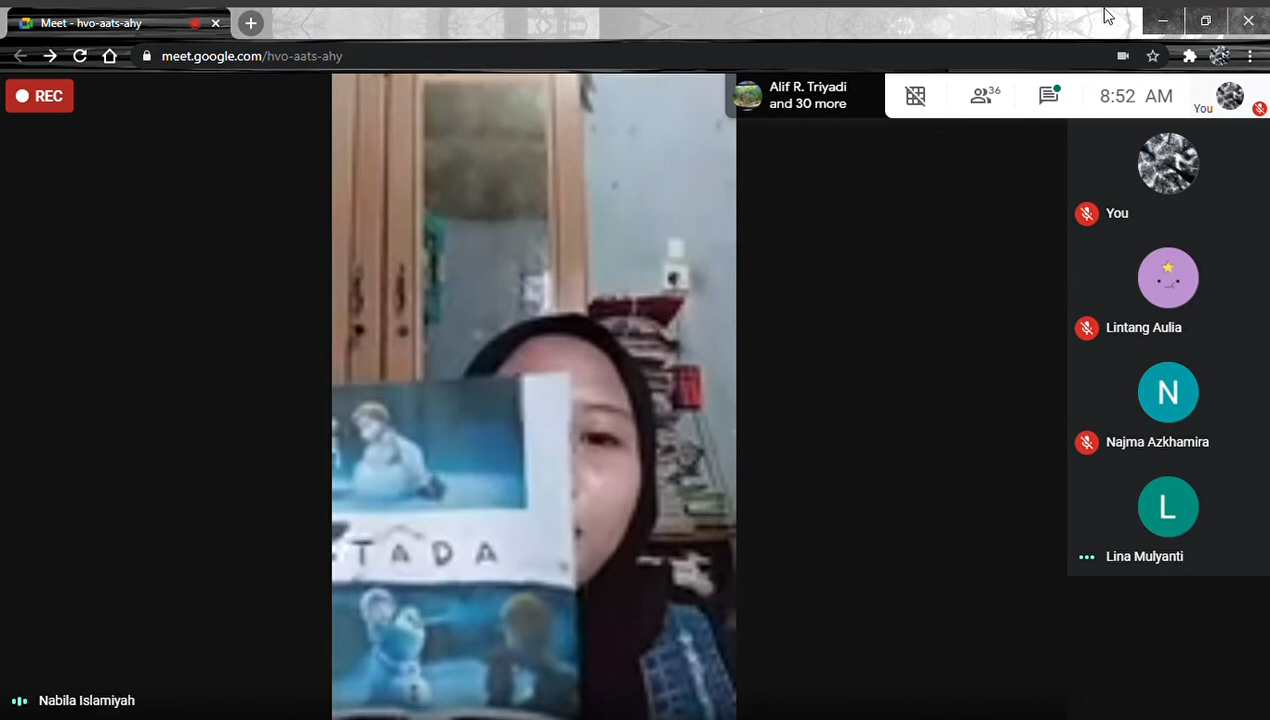 Meet - hvo-aats-ahy
meet.google.com/hvo-aats-ahy
REC
Alif R. Triyadi
and 30 more
36
8:52 AM
You
You
Lintang Aulia
Najma Azkhamira
N
L
Lina Mulyanti
TADA
Nabila Islamiyah